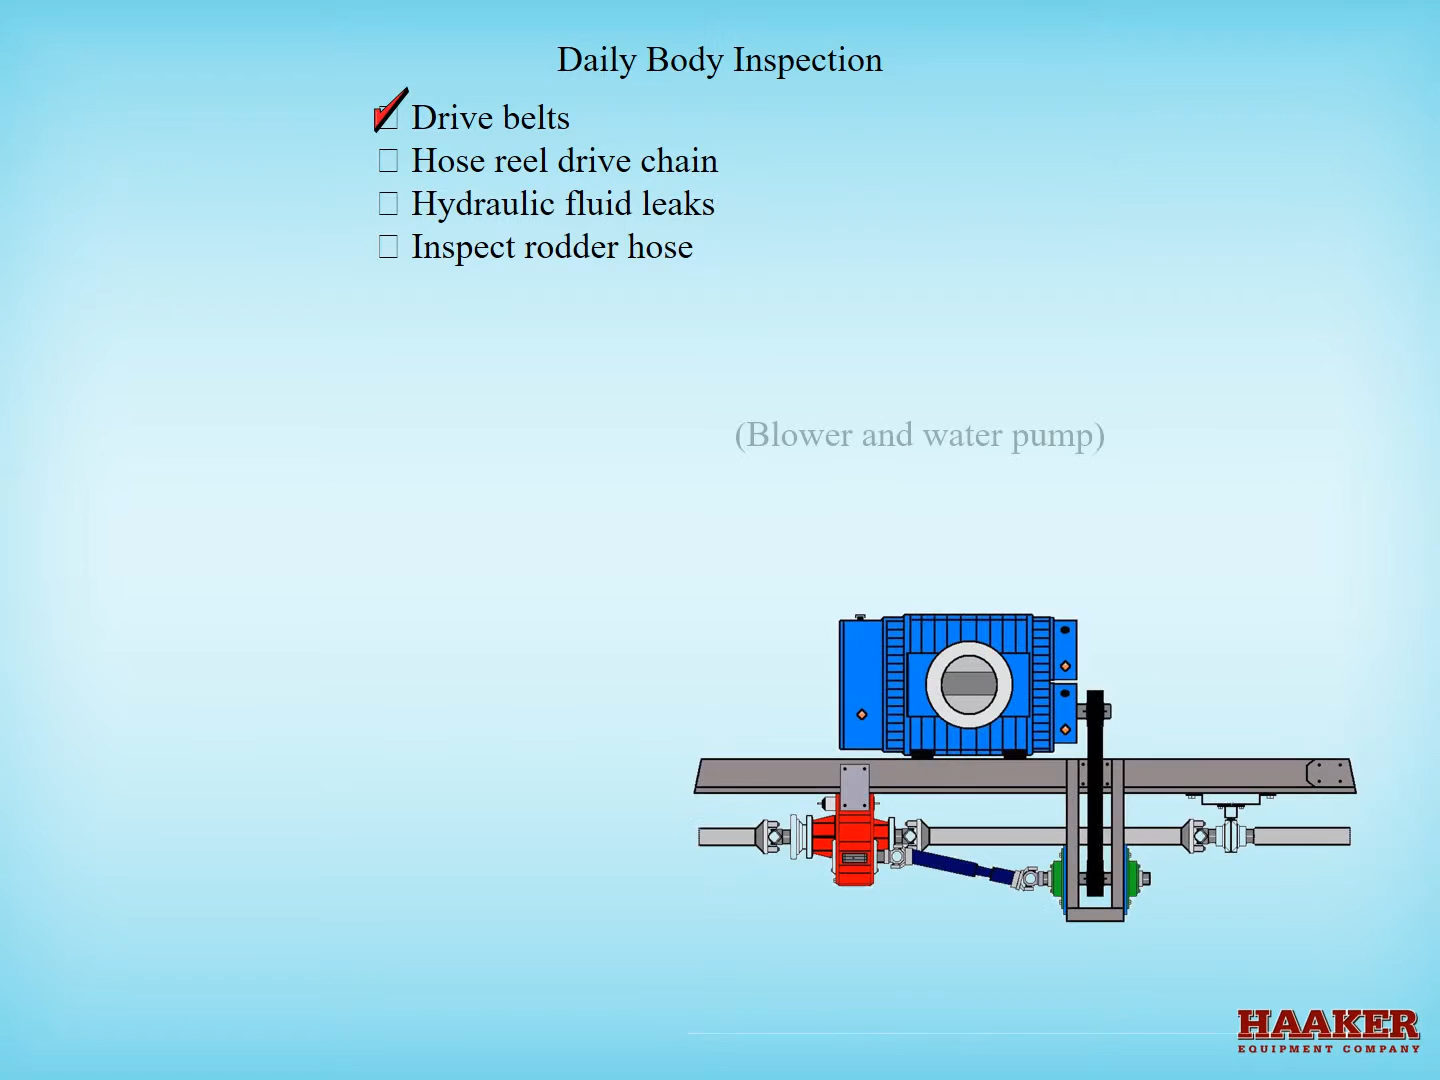 Daily Body Inspection
Drive belts
Hose reel drive chain
Hydraulic fluid leaks
Inspect rodder hose
(Blower and water pump)
HAAKER
EQUIPMENT COMPANY